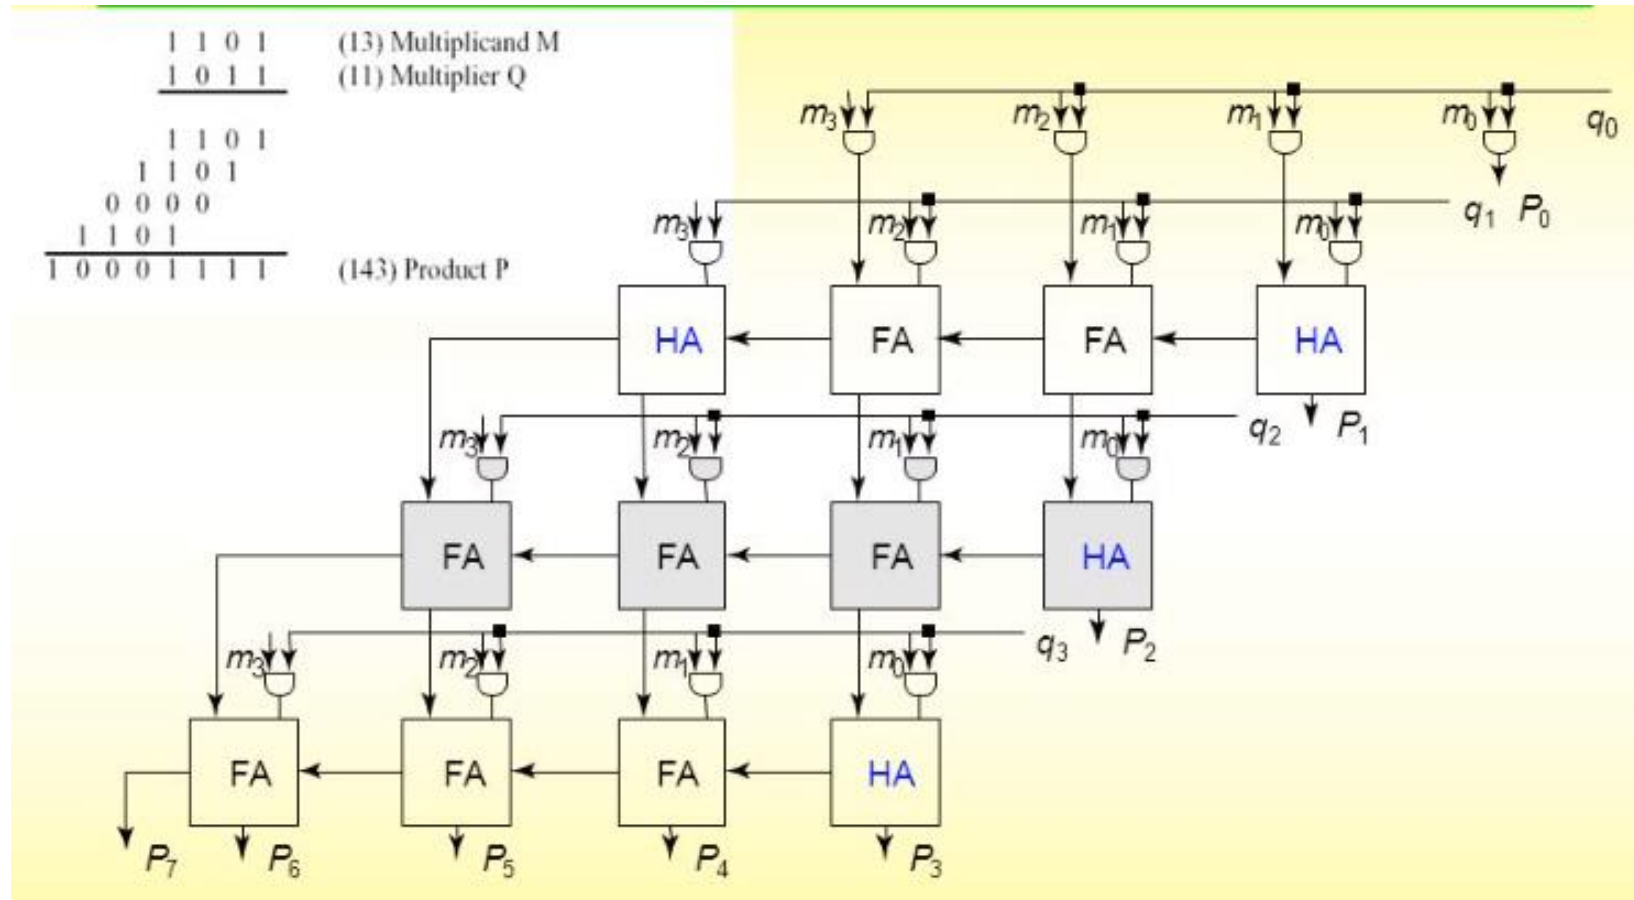 1 1 0 1 (13) Multiplicand M
1 0 1 1 (11) Multiplier Q
1 1 0 1
1 1 0 1
0 0 0 0
1 1 0 1
1 0 0 0 1 1 1 1 (143) Product P
m3 m2 m1 m0 q0
m3 m2 m1 m0 q1 P0
HA FA FA HA
m3 m2 m1 m0 q2 P1
FA FA FA HA
m3 m2 m1 m0 q3 P2
FA FA FA HA
P7 P6 P5 P4 P3